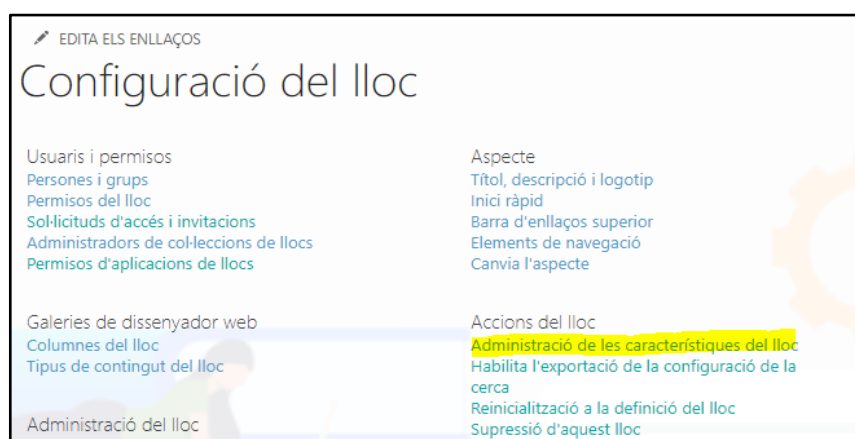 EDITA ELS ENLLAÇOS
Configuració del lloc
Usuaris i permisos
Persones i grups
Permisos del lloc
Sol·licituds d'accés i invitacions
Administradors de col·leccions de llocs
Permisos d'aplicacions de llocs
Galeries de dissenyador web
Columnes del lloc
Tipus de contingut del lloc
Administració del lloc
Aspecte
Títol, descripció i logotip
Inici ràpid
Barra d'enllaços superior
Elements de navegació
Canvia l'aspecte
Accions del lloc
Administració de les característiques del lloc
Habilita l'exportació de la configuració de la
cerca
Reinicialització a la definició del lloc
Supressió d'aquest lloc